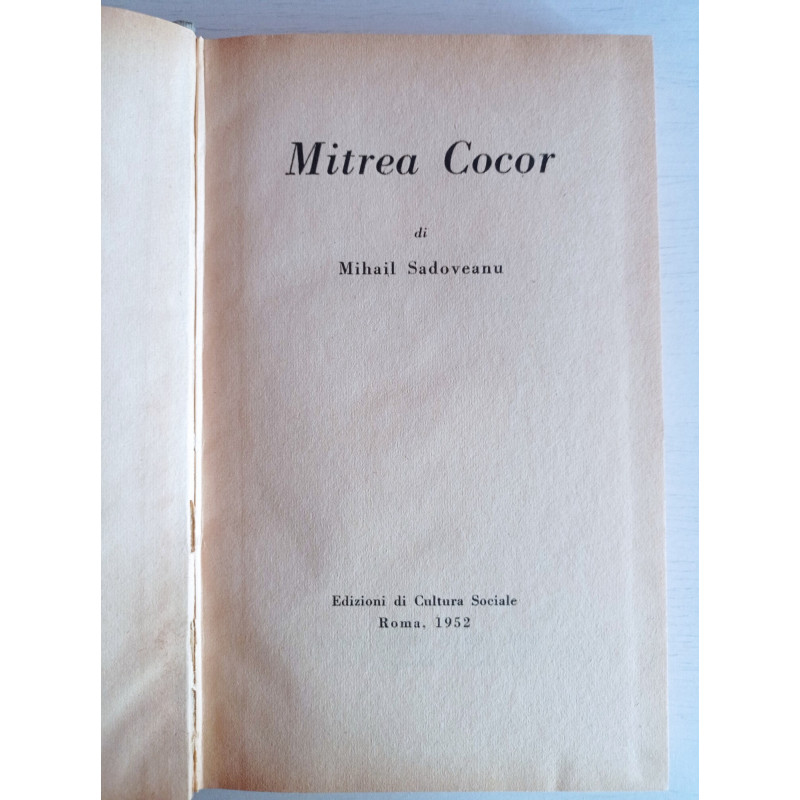 Mitrea Cocor
di
Mihail Sadoveanu
Edizioni di Cultura Sociale
Roma, 1952